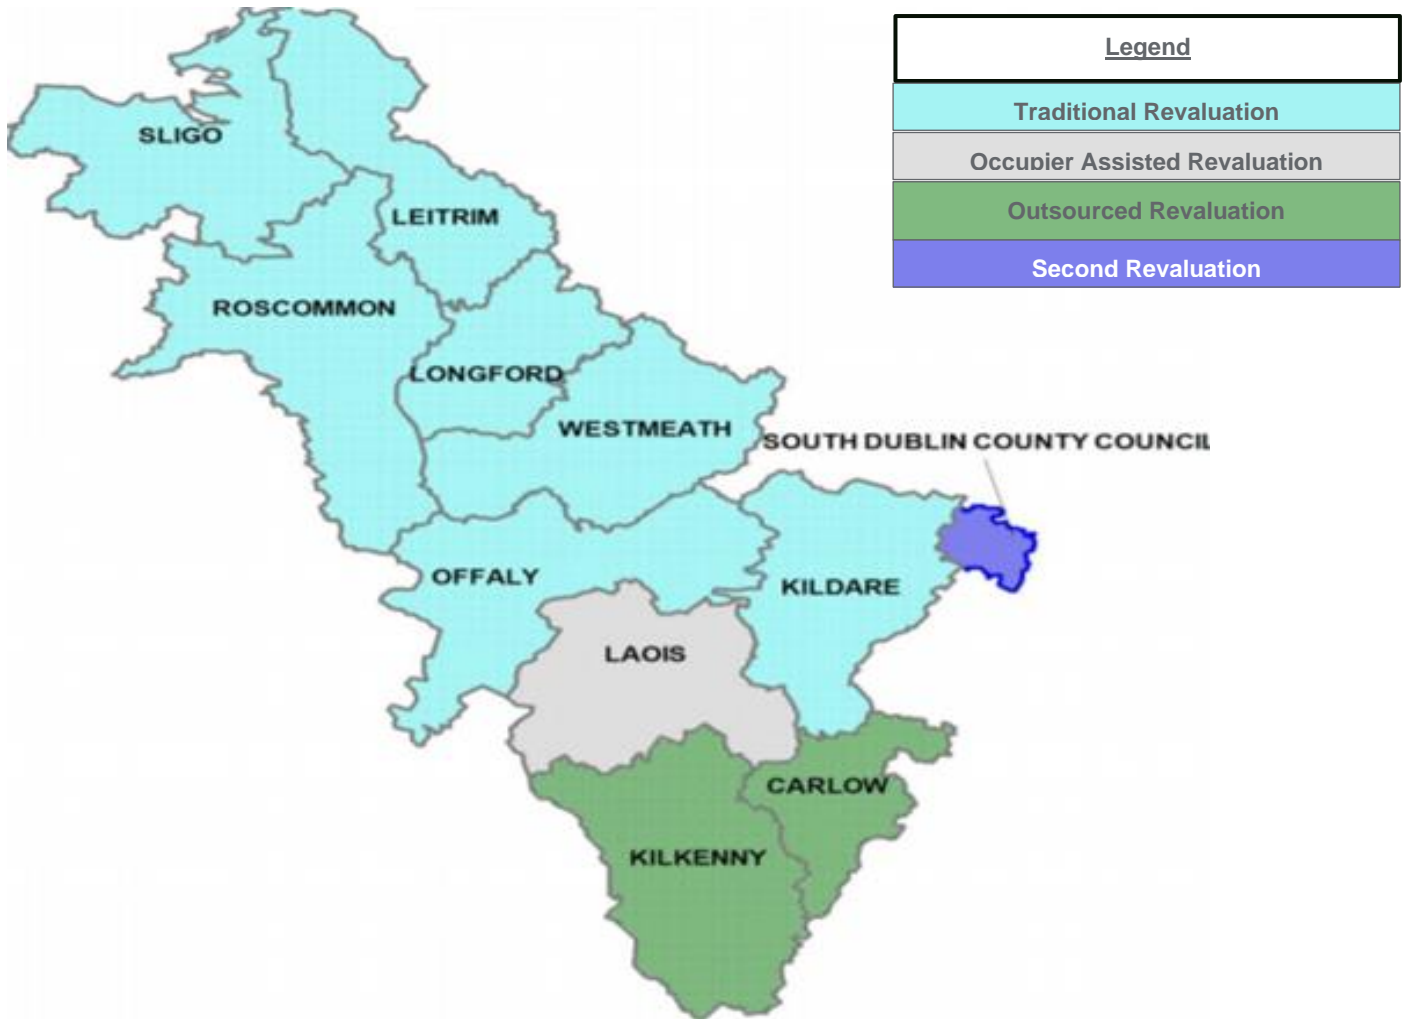 Legend
Traditional Revaluation
Occupier Assisted Revaluation
Outsourced Revaluation
Second Revaluation
SLIGO
LEITRIM
ROSCOMMON
LONGFORD
WESTMEATH
SOUTH DUBLIN COUNTY COUNCIL
OFFALY
KILDARE
LAOIS
CARLOW
KILKENNY